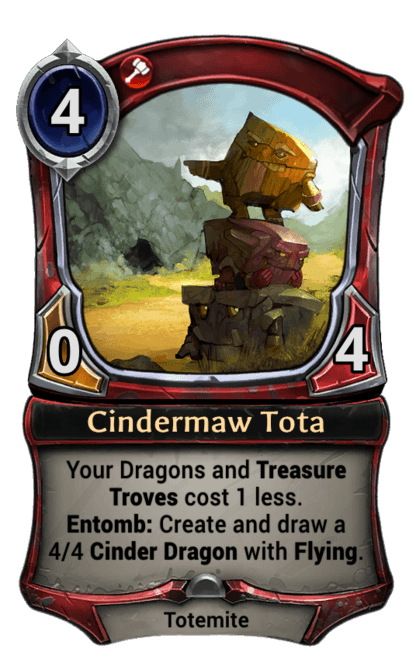 4
0
4
Cindermaw Tota
Your Dragons and Treasure
Troves cost 1 less.
Entomb: Create and draw a
4/4 Cinder Dragon with Flying.
Totemite